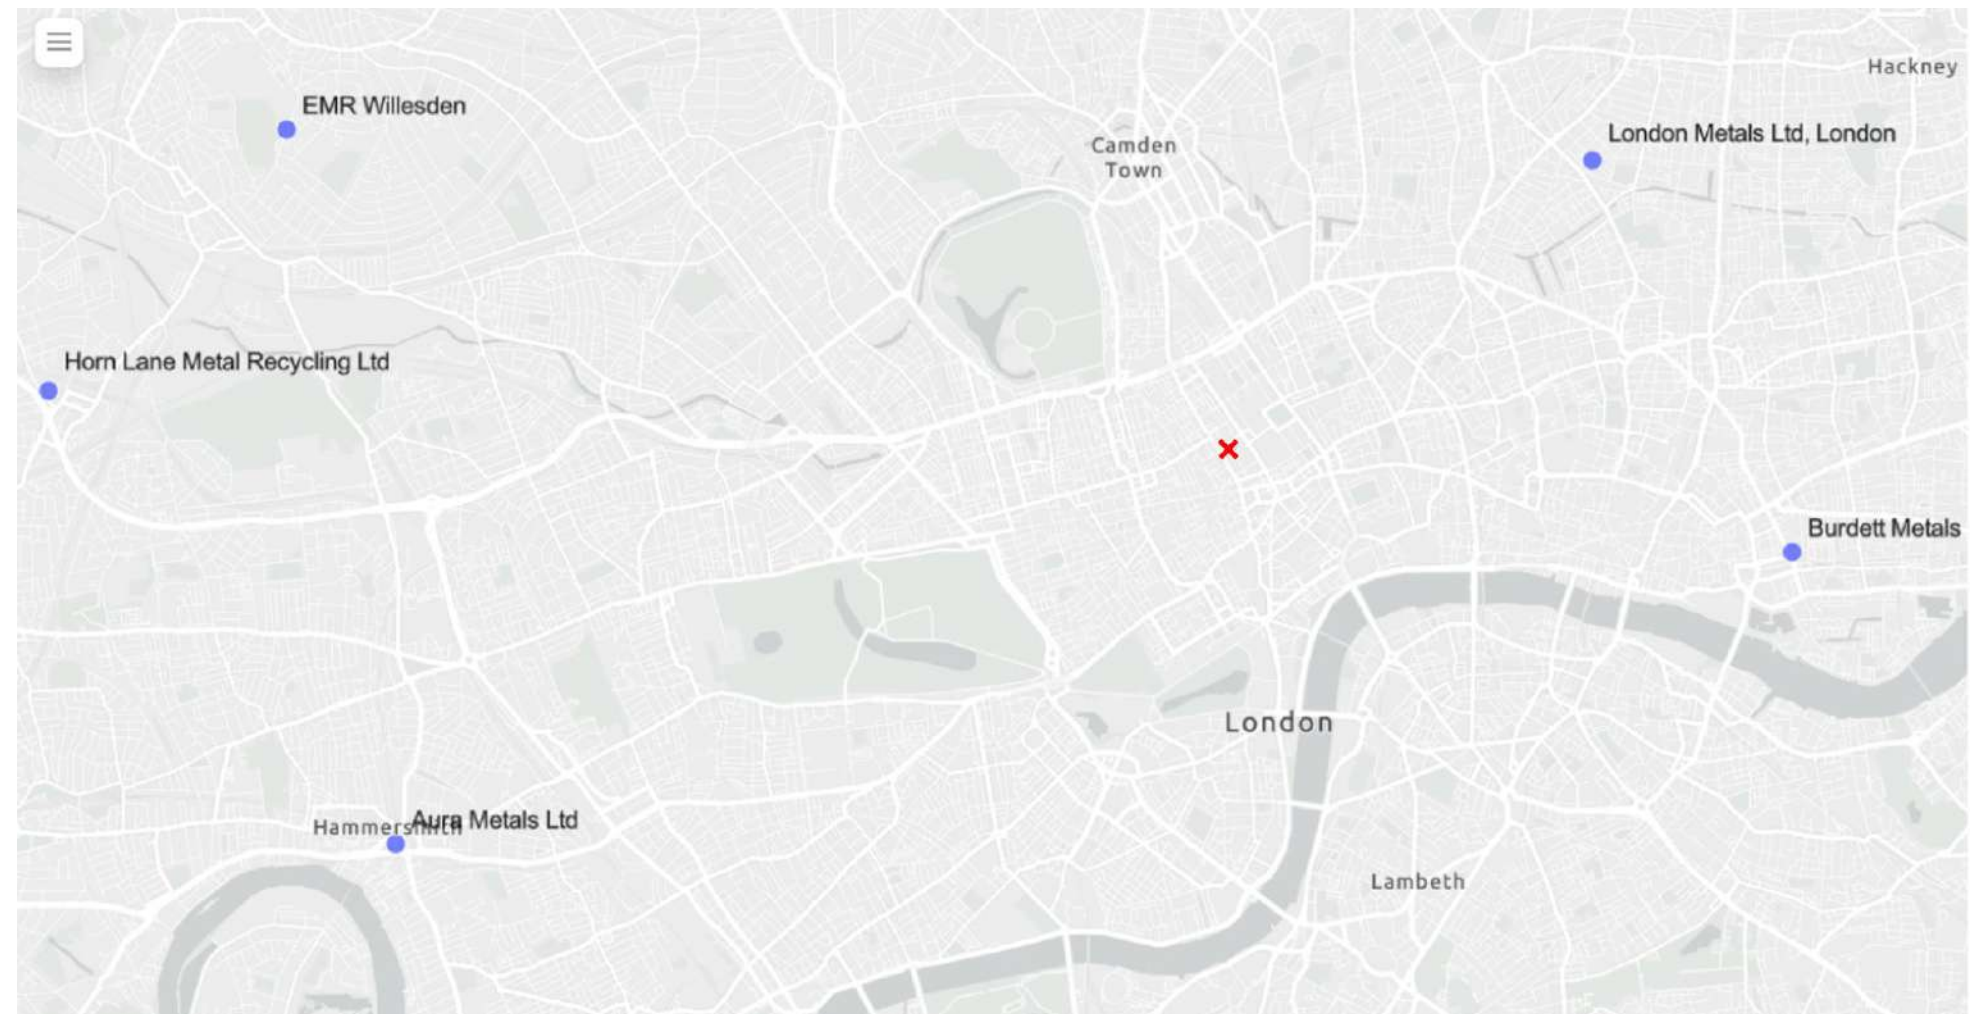 Hackney
EMR Willesden
London Metals Ltd, London
Camden
Town
Horn Lane Metal Recycling Ltd
Burdett Metals
London
Aura Metals Ltd
Hammersmith
Lambeth